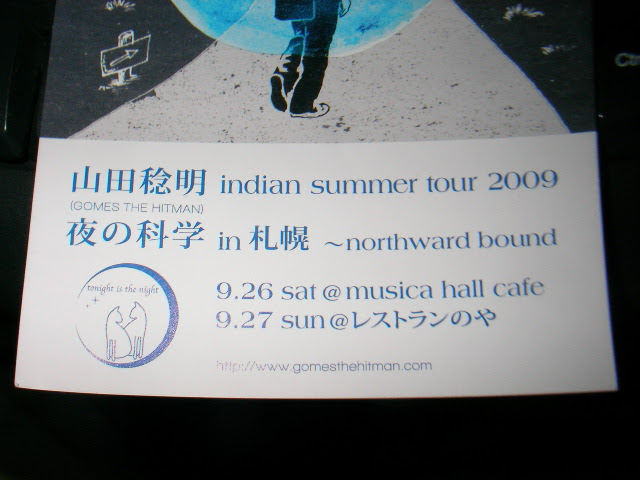 Ctr
山田稔明 indian summer tour 2009
(GOMES THE HITMAN)
夜の科学 in 札幌 ～northward bound
tonight is the night
9.26 sat@musica hall cafe
9.27 sun@レストランのや
http://www.gomesthehitman.com